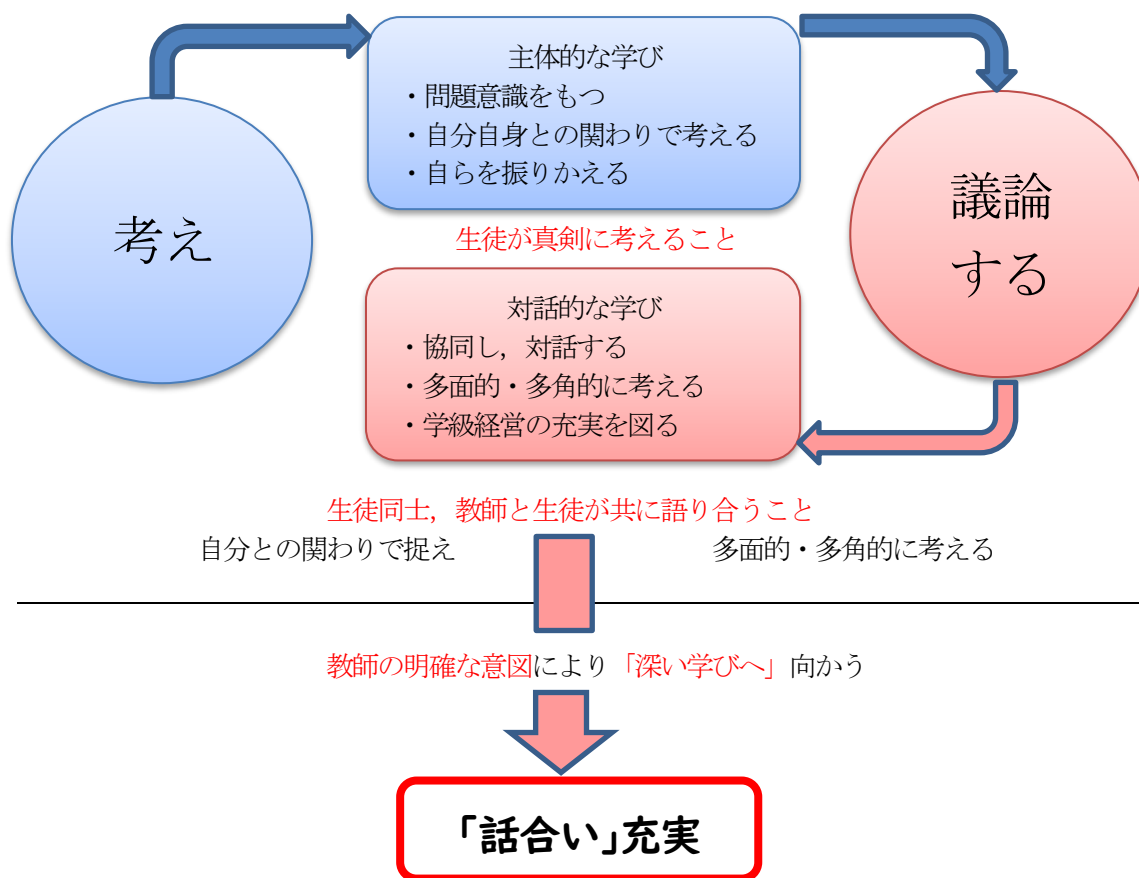 主体的な学び
・問題意識をもつ
・自分自身との関わりで考える
・自らを振りかえる
考え
議論
する
生徒が真剣に考えること
対話的な学び
・協同し，対話する
・多面的・多角的に考える
・学級経営の充実を図る
生徒同士，教師と生徒が共に語り合うこと
自分との関わりで捉え 多面的・多角的に考える
教師の明確な意図により「深い学びへ」向かう
「話合い」充実